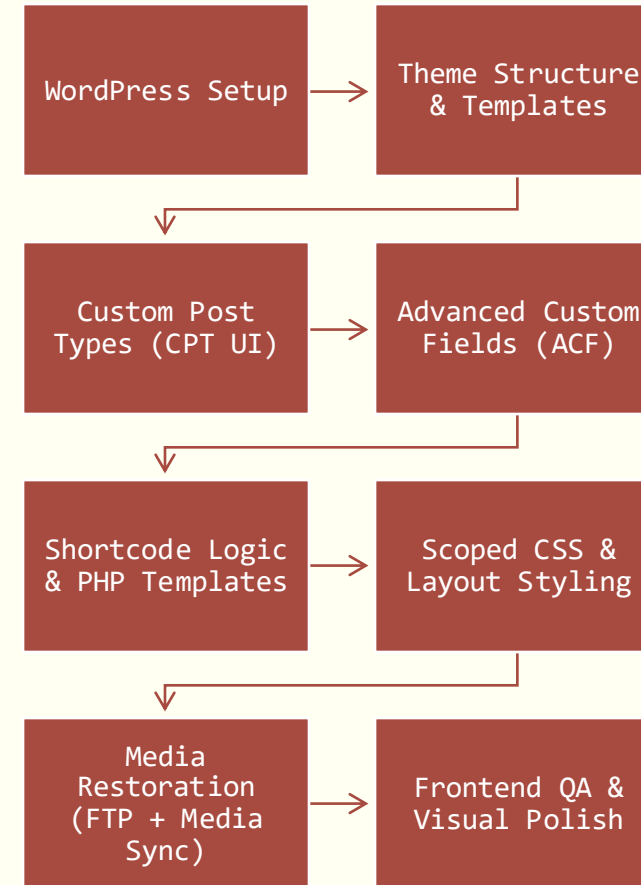 WordPress Setup
Theme Structure
& Templates
Custom Post
Types (CPT UI)
Advanced Custom
Fields (ACF)
Shortcode Logic
& PHP Templates
Scoped CSS &
Layout Styling
Media
Restoration
(FTP + Media
Sync)
Frontend QA &
Visual Polish